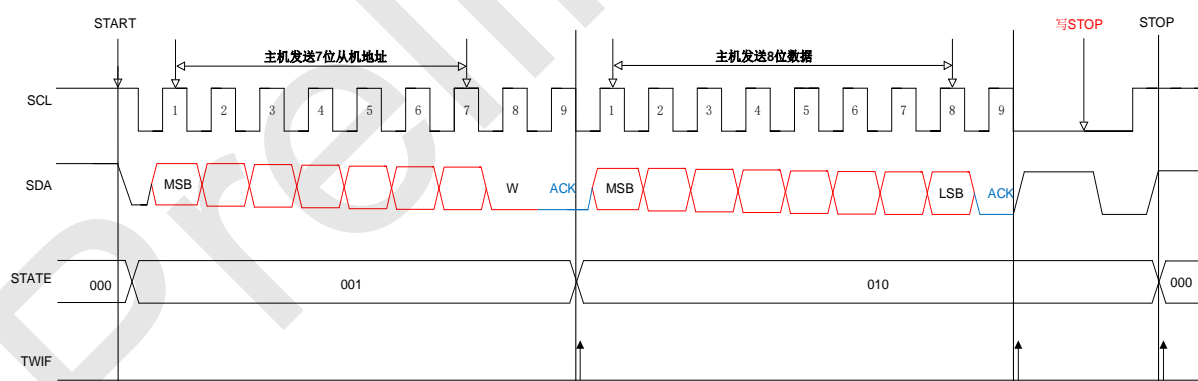 START
写STOP
STOP
主机发送7位从机地址
主机发送8位数据
SCL
1 2 3 4 5 6 7 8 9 1 2 3 4 5 6 7 8 9
SDA
MSB W ACK MSB LSB ACK
STATE
000 001 010 000
TWIF
Preli